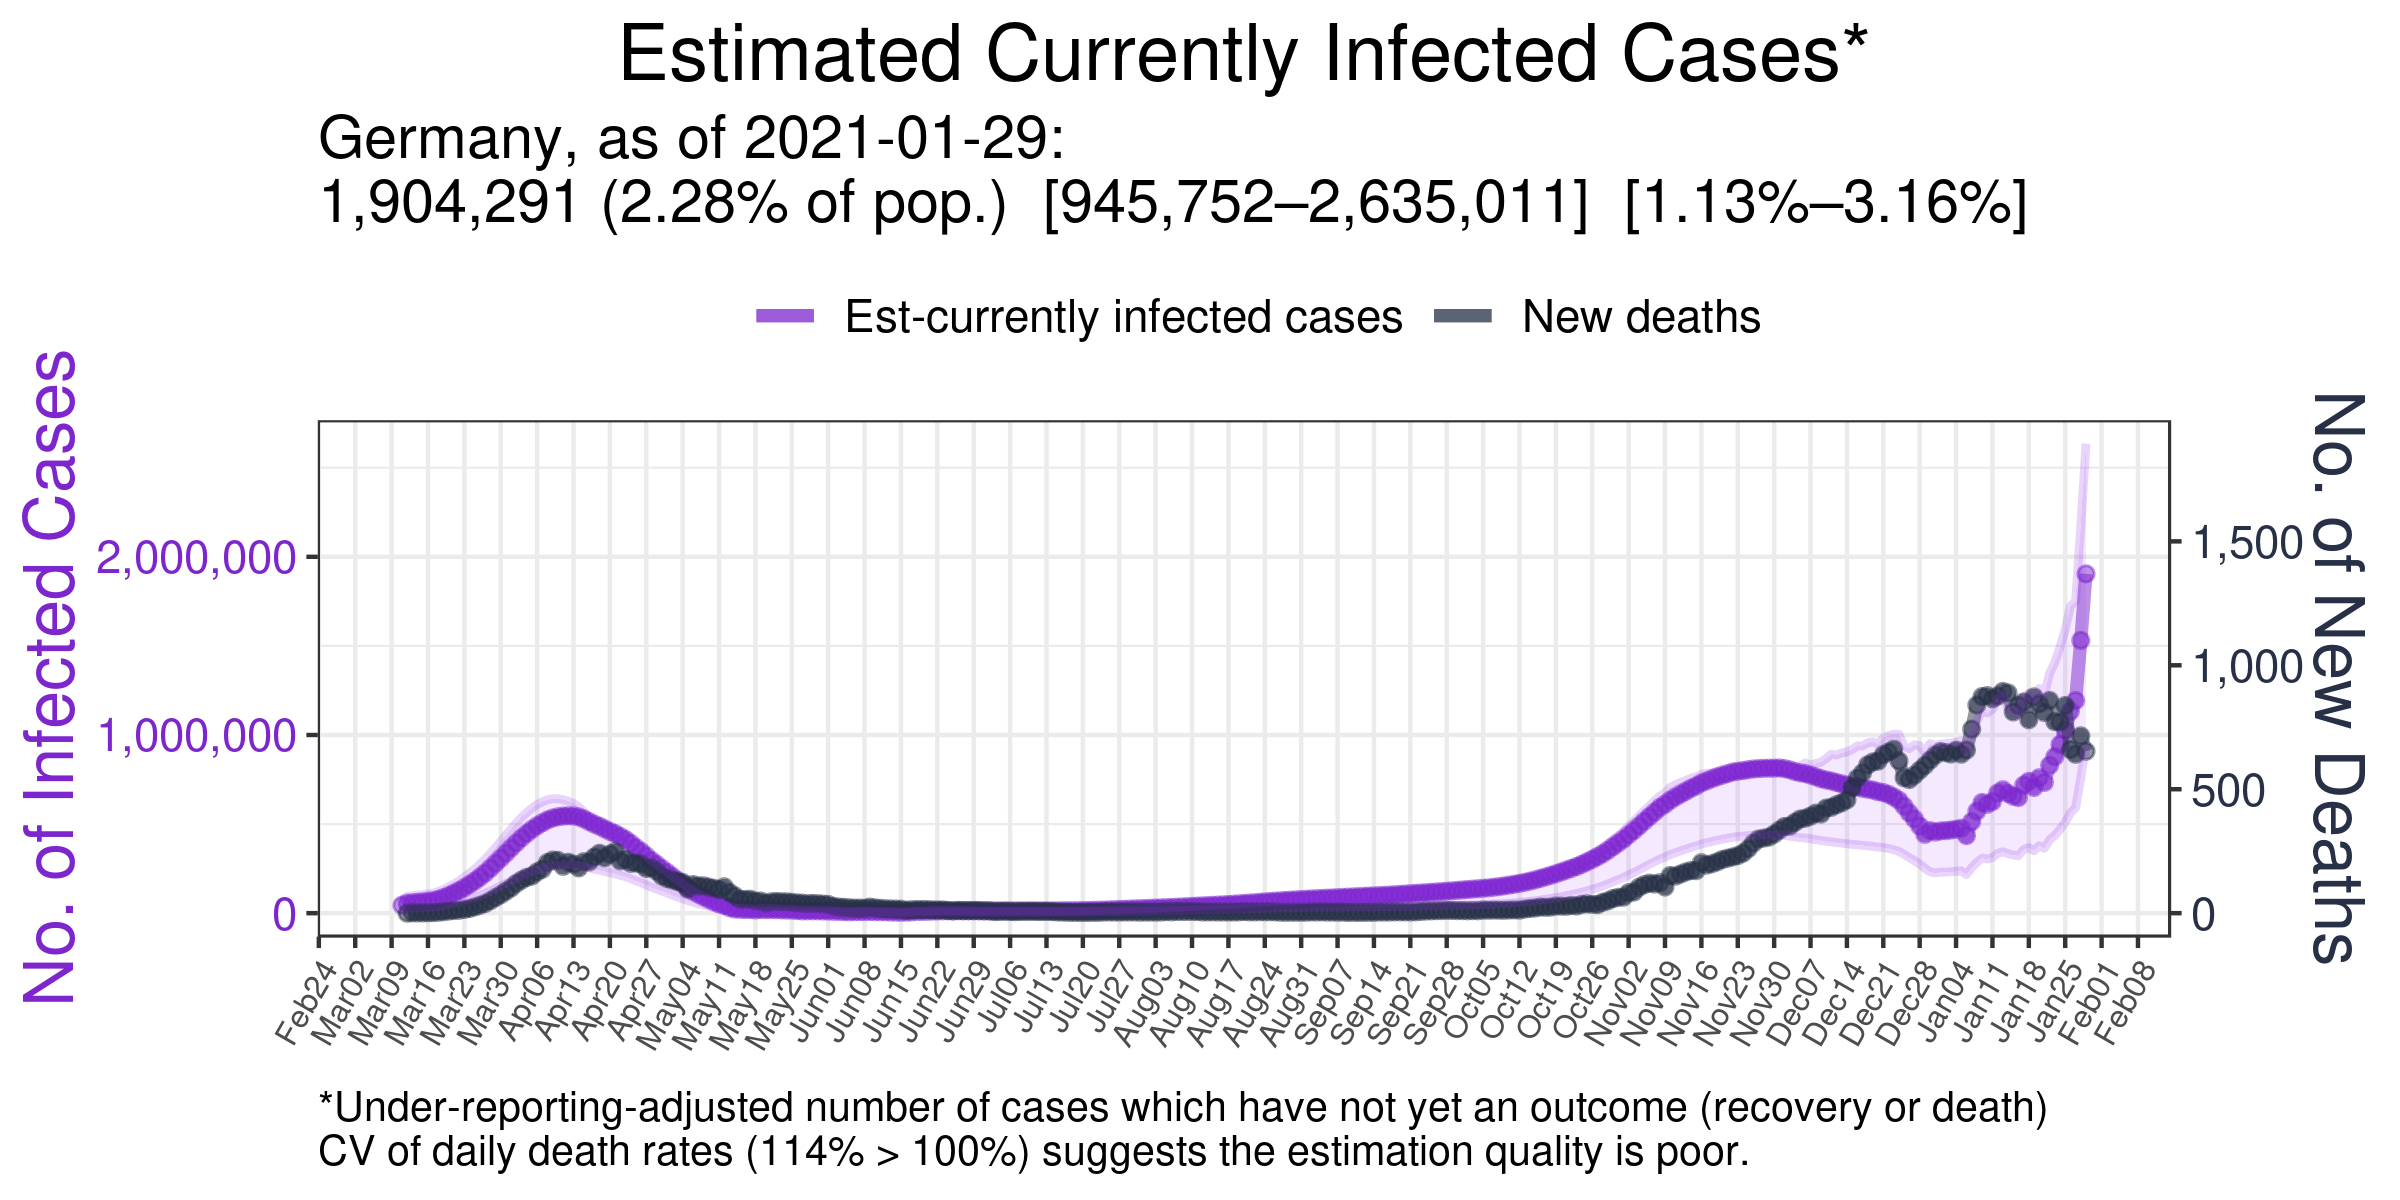 Estimated Currently Infected Cases*
Germany, as of 2021-01-29:
1,904,291 (2.28% of pop.)  [945,752–2,635,011]  [1.13%–3.16%]
Est-currently infected cases
New deaths
No. of Infected Cases
2,000,000
1,000,000
0
No. of New Deaths
1,500
1,000
500
0
Feb24
Mar02
Mar09
Mar16
Mar23
Mar30
Apr06
Apr13
Apr20
Apr27
May04
May11
May18
May25
Jun01
Jun08
Jun15
Jun22
Jun29
Jul06
Jul13
Jul20
Jul27
Aug03
Aug10
Aug17
Aug24
Aug31
Sep07
Sep14
Sep21
Sep28
Oct05
Oct12
Oct19
Oct26
Nov02
Nov09
Nov16
Nov23
Nov30
Dec07
Dec14
Dec21
Dec28
Jan04
Jan11
Jan18
Jan25
Feb01
Feb08
*Under-reporting-adjusted number of cases which have not yet an outcome (recovery or death)
CV of daily death rates (114% > 100%) suggests the estimation quality is poor.